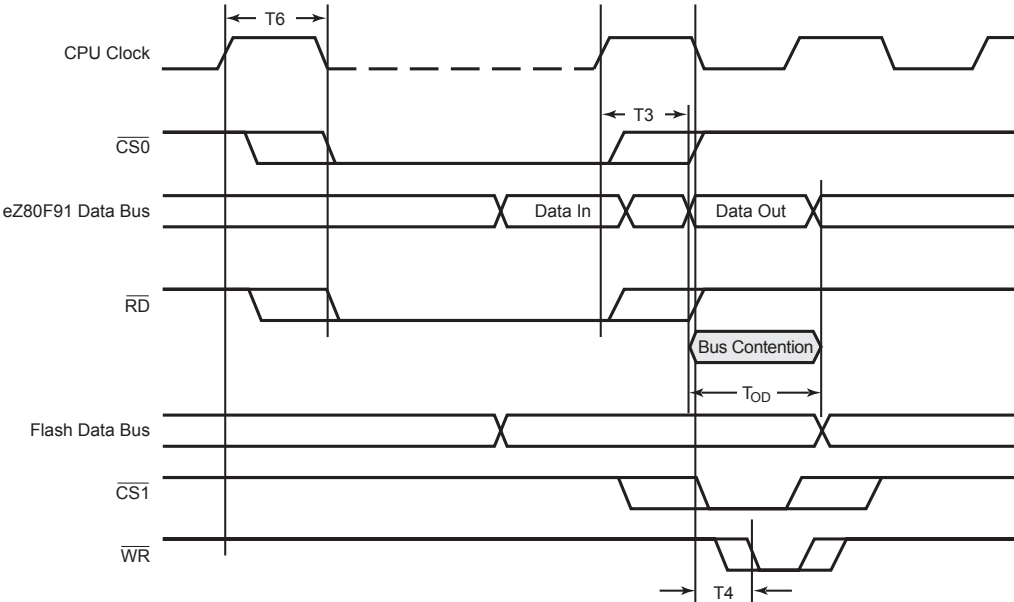 T6
CPU Clock
T3
CS0
eZ80F91 Data Bus
Data In
Data Out
RD
Bus Contention
TOD
Flash Data Bus
CS1
WR
T4